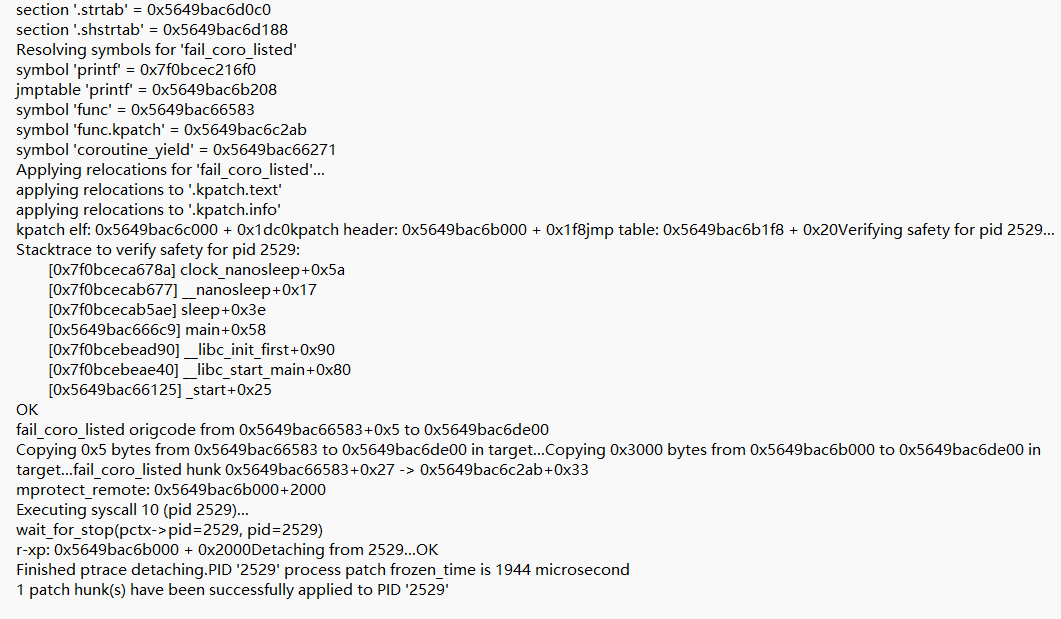 section '.strtab' = 0x5649bac6d0c0
section '.shstrtab' = 0x5649bac6d188
Resolving symbols for 'fail_coro_listed'
symbol 'printf' = 0x7f0bcec216f0
jmptable 'printf' = 0x5649bac6b208
symbol 'func' = 0x5649bac66583
symbol 'func.kpatch' = 0x5649bac6c2ab
symbol 'coroutine_yield' = 0x5649bac66271
Applying relocations for 'fail_coro_listed'...
applying relocations to '.kpatch.text'
applying relocations to '.kpatch.info'
kpatch elf: 0x5649bac6c000 + 0x1dc0kpatch header: 0x5649bac6b000 + 0x1f8jmp table: 0x5649bac6b1f8 + 0x20Verifying safety for pid 2529...
Stacktrace to verify safety for pid 2529:
[0x7f0bceca678a] clock_nanosleep+0x5a
[0x7f0bcecab677] __nanosleep+0x17
[0x7f0bcecab5ae] sleep+0x3e
[0x5649bac666c9] main+0x58
[0x7f0bcebead90] __libc_init_first+0x90
[0x7f0bcebeae40] __libc_start_main+0x80
[0x5649bac66125] _start+0x25
OK
fail_coro_listed origcode from 0x5649bac66583+0x5 to 0x5649bac6de00
Copying 0x5 bytes from 0x5649bac66583 to 0x5649bac6de00 in target...Copying 0x3000 bytes from 0x5649bac6b000 to 0x5649bac6de00 in
target...fail_coro_listed hunk 0x5649bac66583+0x27 -> 0x5649bac6c2ab+0x33
mprotect_remote: 0x5649bac6b000+2000
Executing syscall 10 (pid 2529)...
wait_for_stop(pctx->pid=2529, pid=2529)
r-xp: 0x5649bac6b000 + 0x2000Detaching from 2529...OK
Finished ptrace detaching.PID '2529' process patch frozen_time is 1944 microsecond
1 patch hunk(s) have been successfully applied to PID '2529'